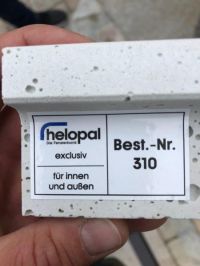 helopal
Die Fensterbank
exclusiv
für innen
und außen
Best.-Nr.
310